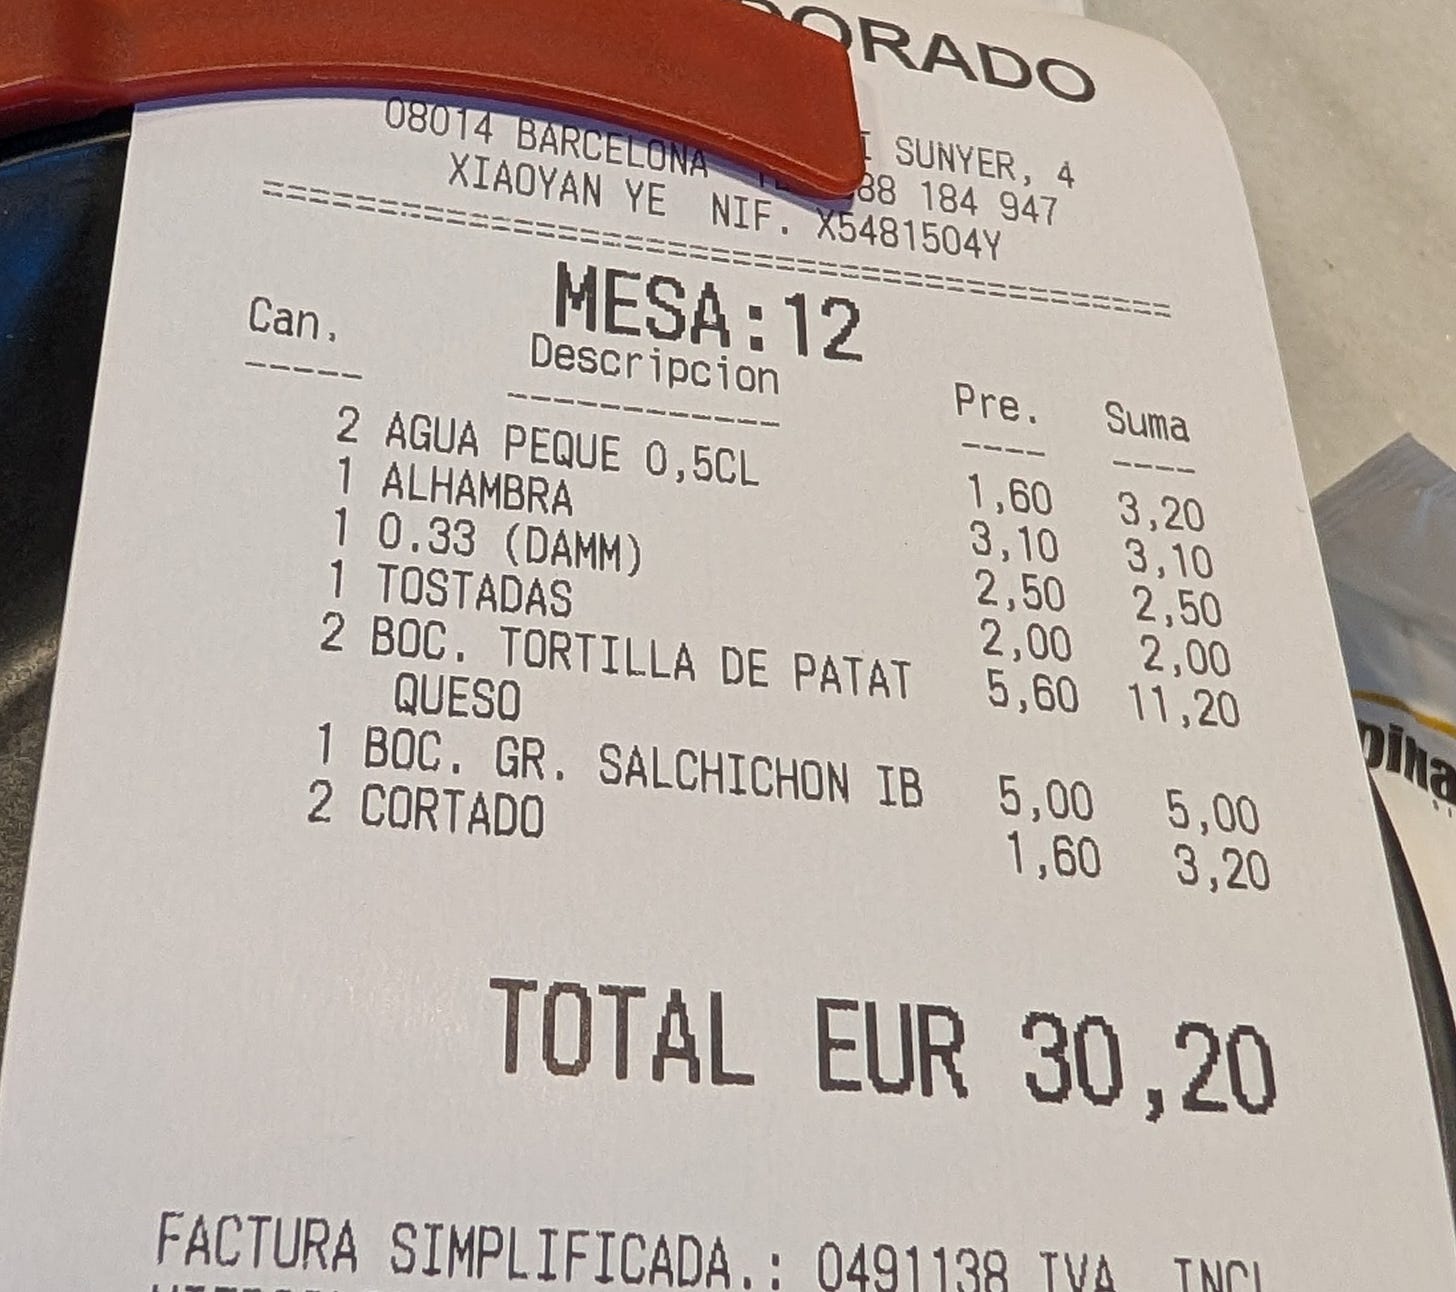 ORADO
SUNYER, 4
08014 BARCELONA 88 184 947
XIAOYAN YE NIF. X5481504Y
==========================================
MESA:12
Can. Descripcion Pre. Suma
----- ------------ ---- ----
2 AGUA PEQUE 0,5CL 1,60 3,20
1 ALHAMBRA 3,10 3,10
1 0.33 (DAMM) 2,50 2,50
1 TOSTADAS 2,00 2,00
2 BOC. TORTILLA DE PATAT 5,60 11,20
QUESO
1 BOC. GR. SALCHICHON IB 5,00 5,00
2 CORTADO 1,60 3,20
TOTAL EUR 30,20
FACTURA SIMPLIFICADA.: 0491138 IVA INCL